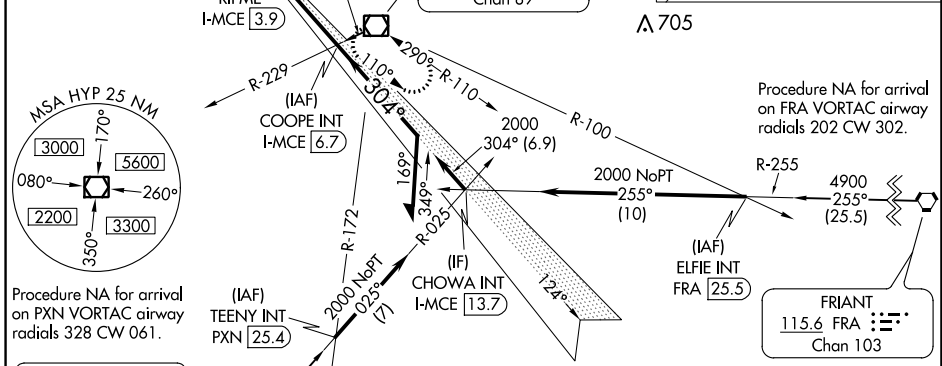 I-MCE 3.9
705
R-229
110°
290°
R-110
304°
(IAF)
COOPE INT
I-MCE 6.7
R-100
2000
304° (6.9)
Procedure NA for arrival
on FRA VORTAC airway
radials 202 CW 302.
MSA HYP 25 NM
3000
170°
5600
080°
260°
2200
3300
350°
169°
349°
R-172
R-025
2000 NoPT
255°
(10)
R-255
4900
255°
(25.5)
(IAF)
ELFIE INT
FRA 25.5
(IF)
CHOWA INT
I-MCE 13.7
124°
Procedure NA for arrival
on PXN VORTAC airway
radials 328 CW 061.
(IAF)
TEENY INT
PXN 25.4
2000 NoPT
025°
(7)
FRIANT
115.6 FRA
Chan 103